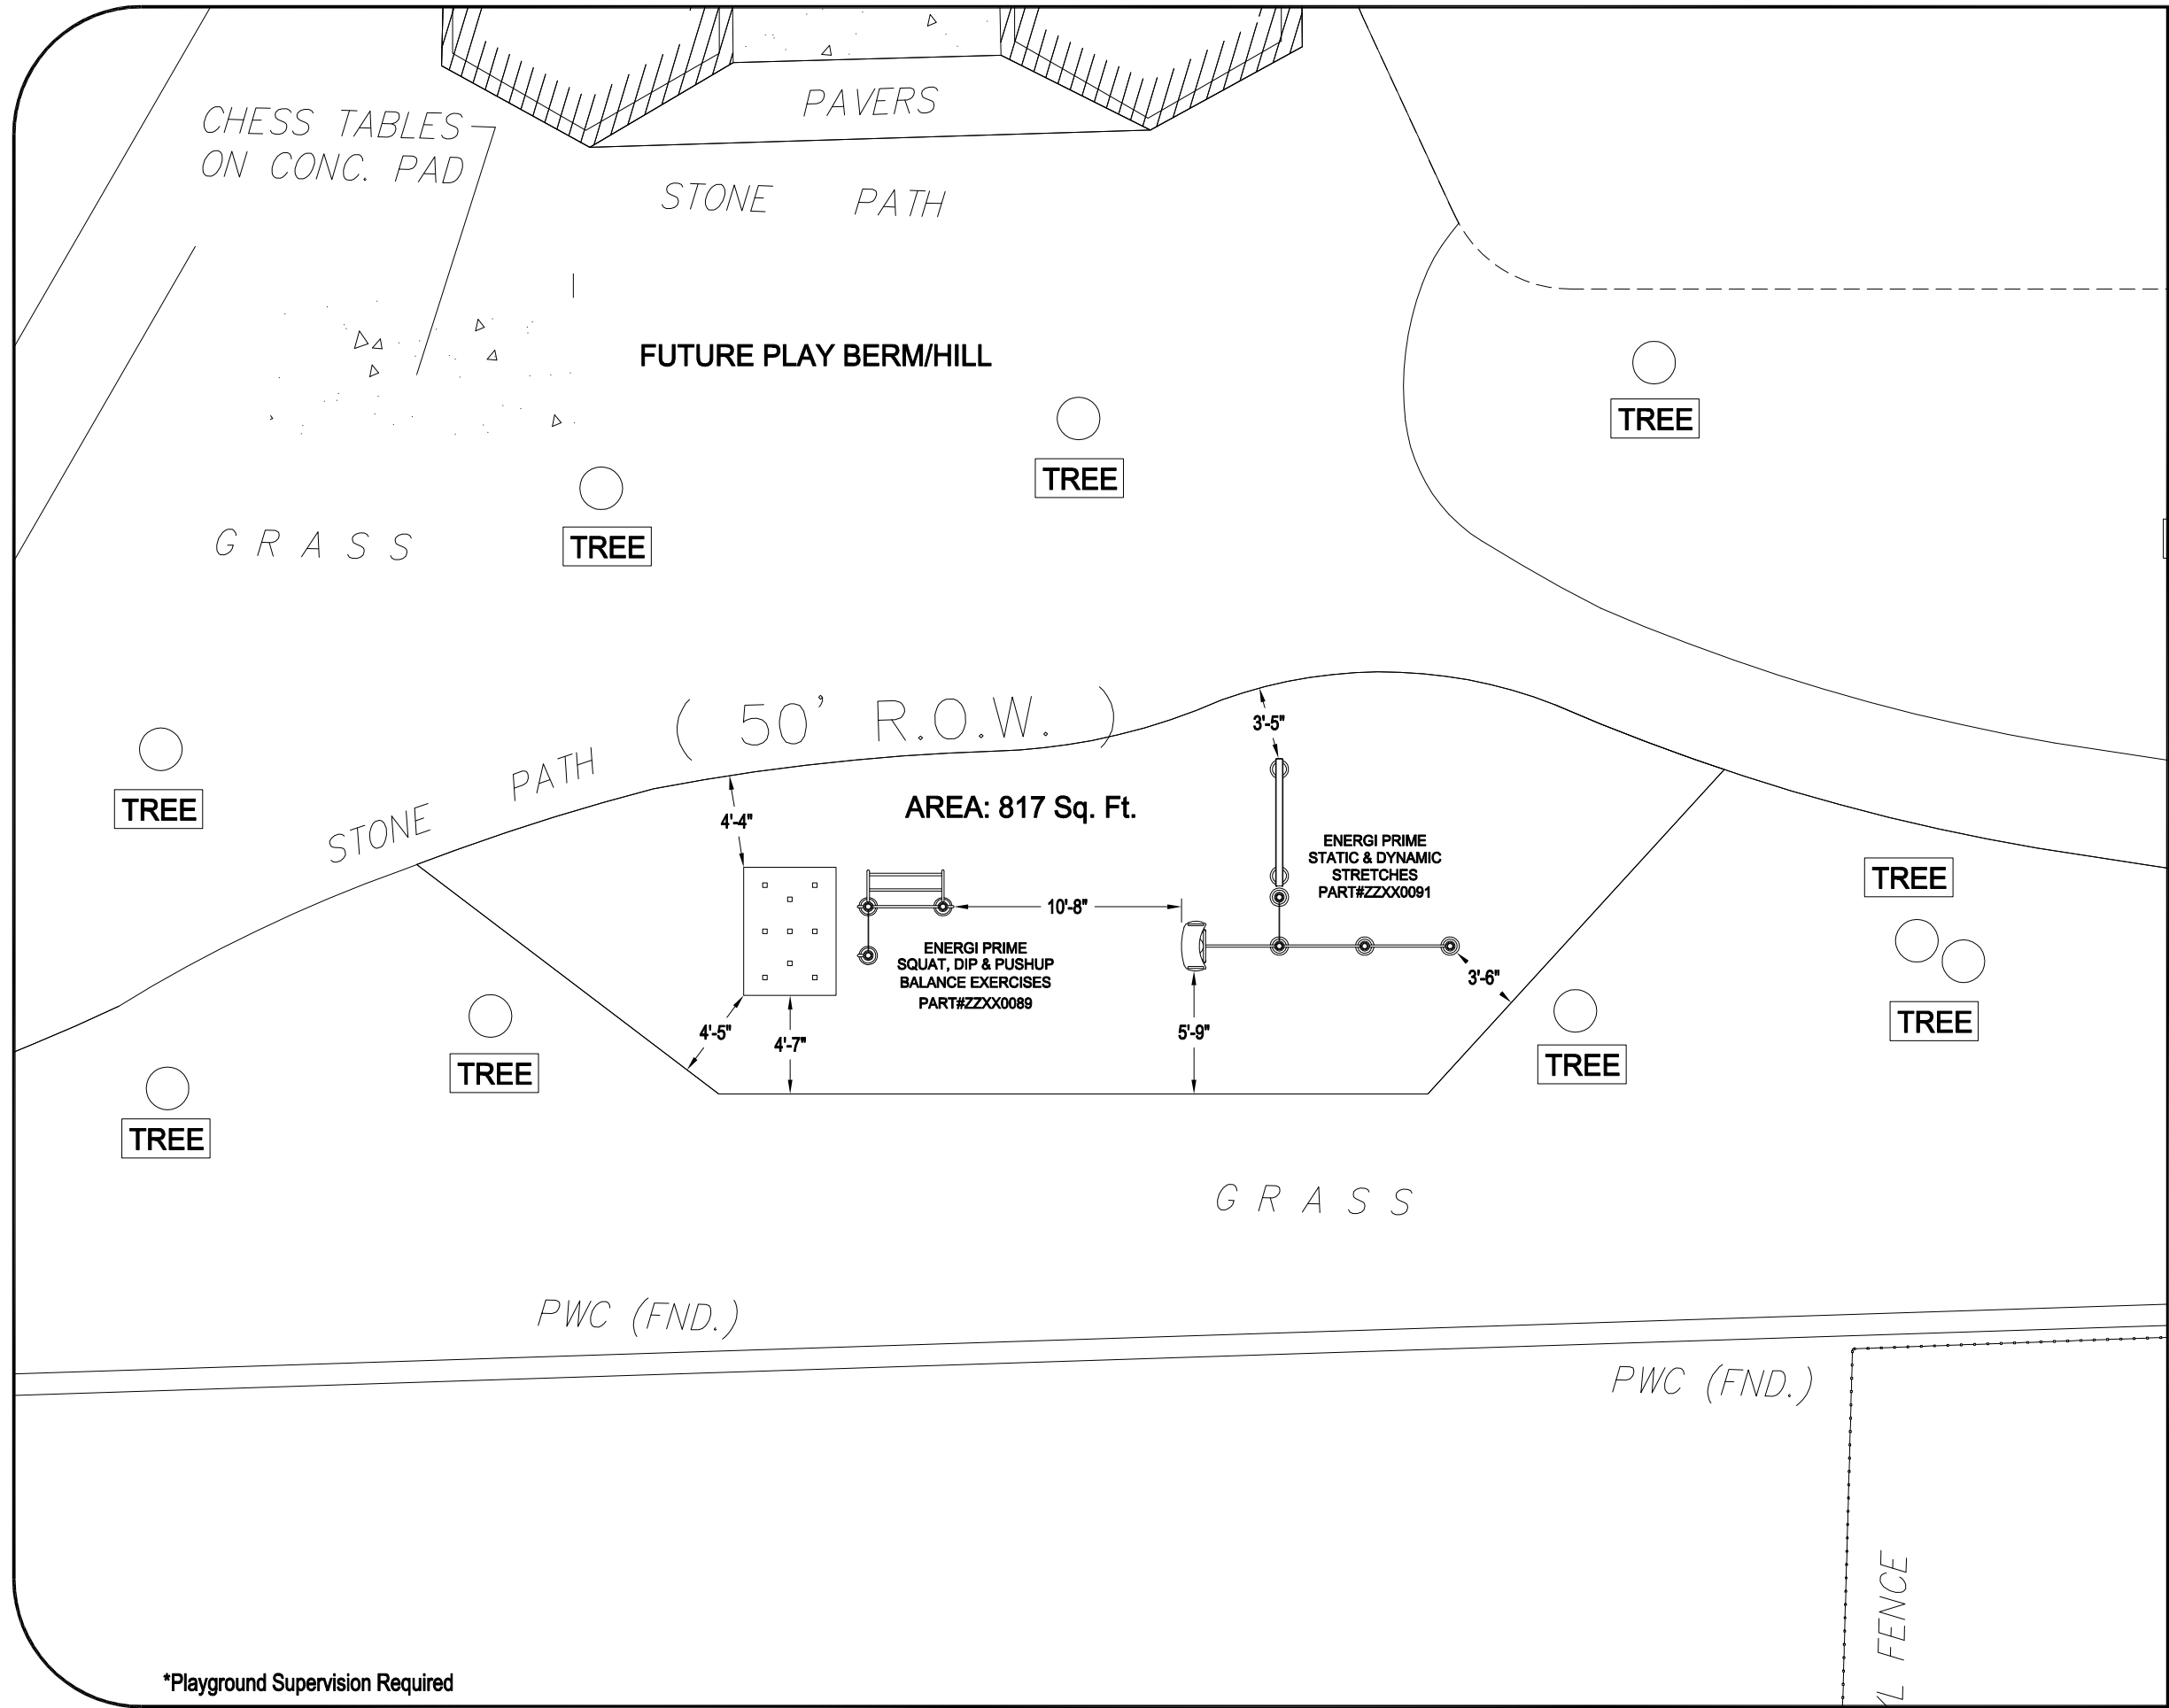 CHESS TABLES
ON CONC. PAD
PAVERS
STONE PATH
FUTURE PLAY BERM/HILL
TREE
TREE
TREE
GRASS
( 50' R.O.W. )
3'-5"
STONE PATH
TREE
4'-4"
AREA: 817 Sq. Ft.
ENERGI PRIME
STATIC & DYNAMIC
STRETCHES
PART#ZZXX0091
TREE
10'-8"
ENERGI PRIME
SQUAT, DIP & PUSHUP
BALANCE EXERCISES
PART#ZZXX0089
3'-6"
4'-5"
4'-7"
5'-9"
TREE
TREE
TREE
TREE
GRASS
PWC (FND.)
PWC (FND.)
FENCE
*Playground Supervision Required